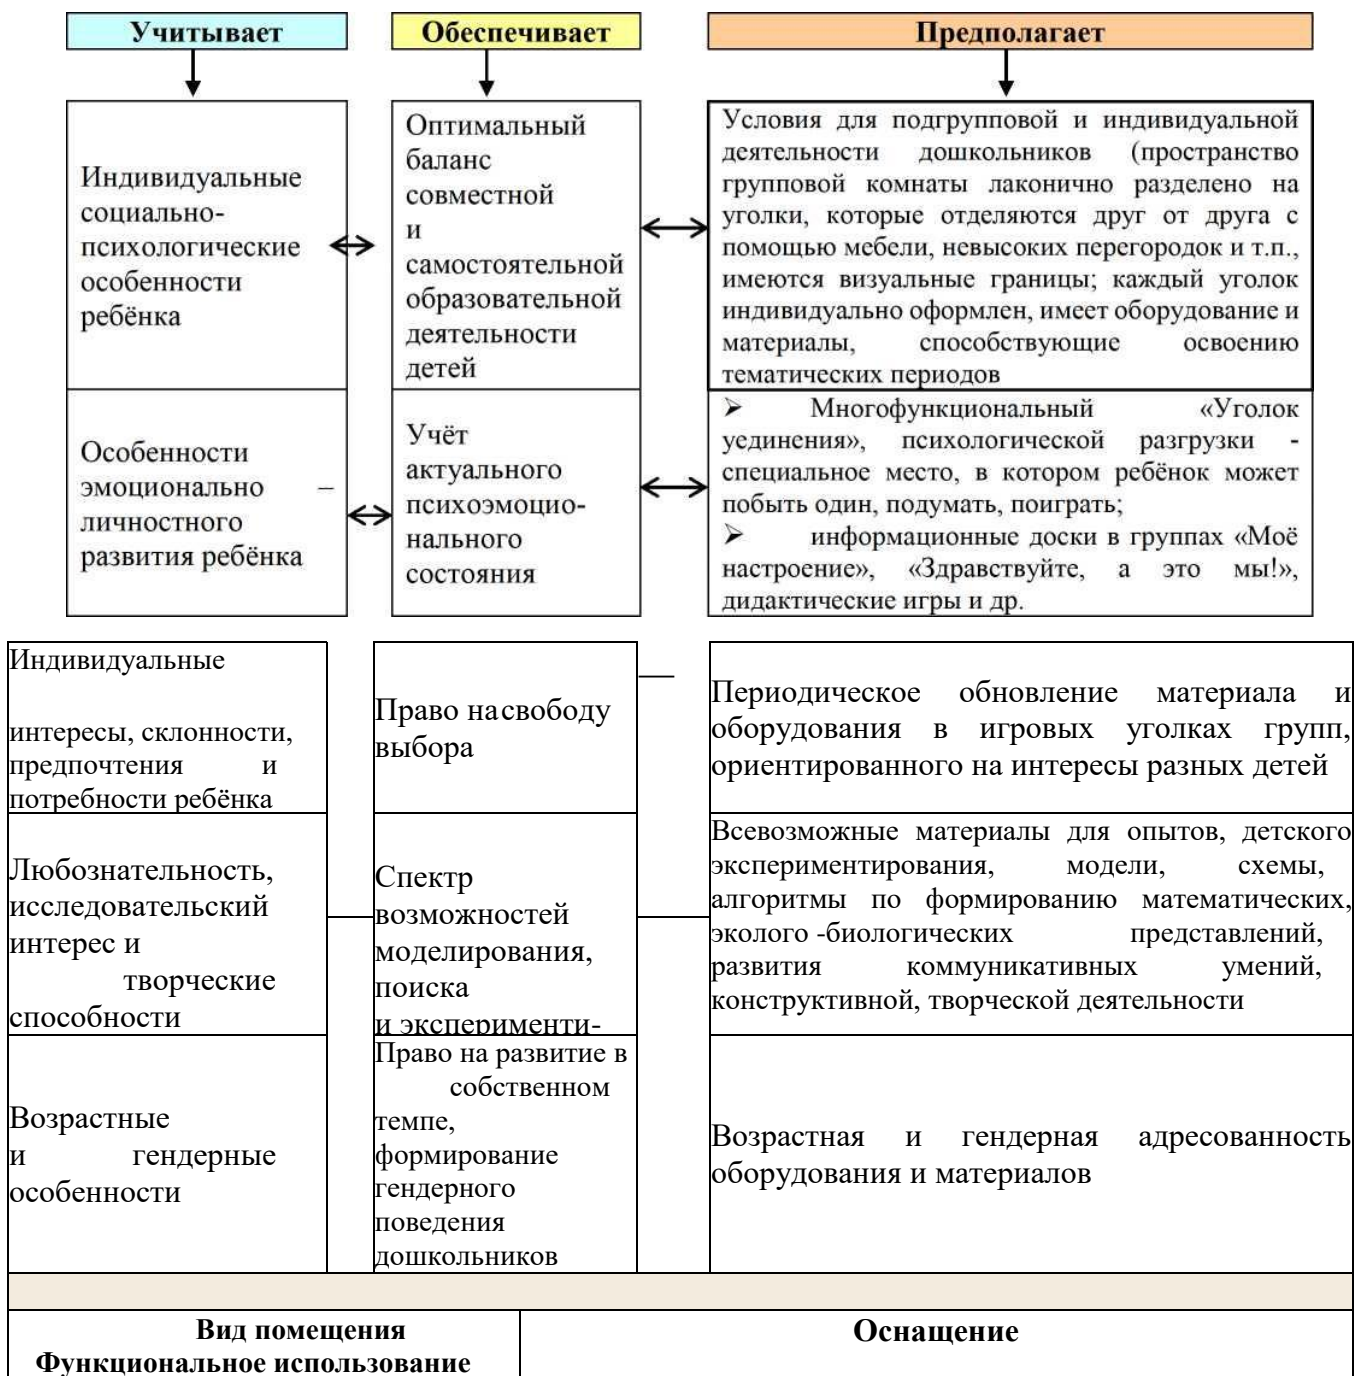 Учитывает
Обеспечивает
Предполагает
Индивидуальные
социально-
психологические
особенности
ребёнка
Оптимальный
баланс
совместной
и
самостоятельной
образовательной
деятельности
детей
Условия для подгрупповой и индивидуальной
деятельности дошкольников (пространство
групповой комнаты лаконично разделено на
уголки, которые отделяются друг от друга с
помощью мебели, невысоких перегородок и т.п.,
имеются визуальные границы; каждый уголок
индивидуально оформлен, имеет оборудование и
материалы, способствующие освоению
тематических периодов
Особенности
эмоционально –
личностного
развития ребёнка
Учёт
актуального
психоэмоцио-
нального
состояния
➢ Многофункциональный «Уголок
уединения», психологической разгрузки -
специальное место, в котором ребёнок может
побыть один, подумать, поиграть;
➢ информационные доски в группах «Моё
настроение», «Здравствуйте, а это мы!»,
дидактические игры и др.
Индивидуальные
интересы, склонности,
предпочтения и
потребности ребёнка
Право на свободу
выбора
Периодическое обновление материала и
оборудования в игровых уголках групп,
ориентированного на интересы разных детей
Любознательность,
исследовательский
интерес и
творческие
способности
Спектр
возможностей
моделирования,
поиска
и эксперименти-
Всевозможные материалы для опытов, детского
экспериментирования, модели, схемы,
алгоритмы по формированию математических,
эколого -биологических представлений,
развития коммуникативных умений,
конструктивной, творческой деятельности
Возрастные
и гендерные
особенности
Право на развитие в
собственном
темпе,
формирование
гендерного
поведения
дошкольников
Возрастная и гендерная адресованность
оборудования и материалов
Вид помещения
Функциональное использование
Оснащение